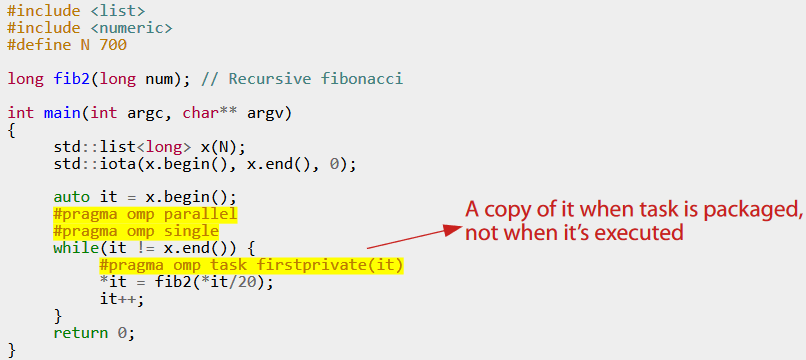 #include <list>
#include <numeric>
#define N 700

long fib2(long num); // Recursive fibonacci

int main(int argc, char** argv)
{
     std::list<long> x(N);
     std::iota(x.begin(), x.end(), 0);

     auto it = x.begin();
     #pragma omp parallel
     #pragma omp single
     while(it != x.end()) {
          #pragma omp task firstprivate(it)
          *it = fib2(*it/20);
          it++;
     }
     return 0;
}
A copy of it when task is packaged,
not when it's executed